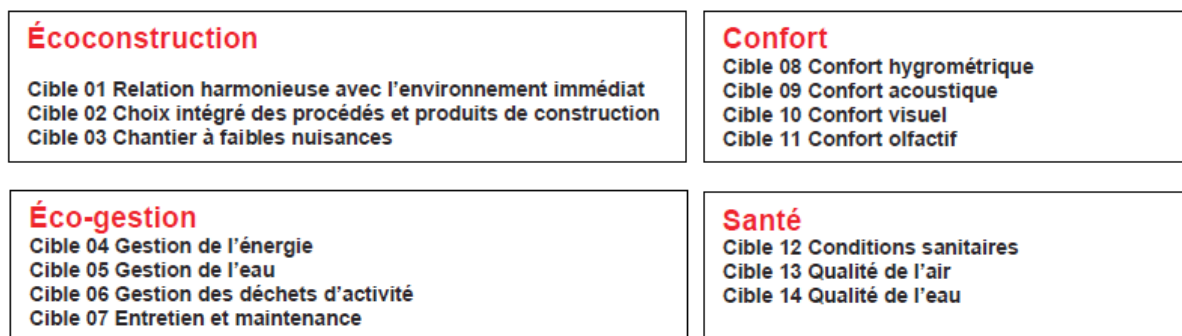 Écoconstruction
Cible 01 Relation harmonieuse avec l'environnement immédiat
Cible 02 Choix intégré des procédés et produits de construction
Cible 03 Chantier à faibles nuisances
Confort
Cible 08 Confort hygrométrique
Cible 09 Confort acoustique
Cible 10 Confort visuel
Cible 11 Confort olfactif
Éco-gestion
Cible 04 Gestion de l'énergie
Cible 05 Gestion de l'eau
Cible 06 Gestion des déchets d'activité
Cible 07 Entretien et maintenance
Santé
Cible 12 Conditions sanitaires
Cible 13 Qualité de l'air
Cible 14 Qualité de l'eau